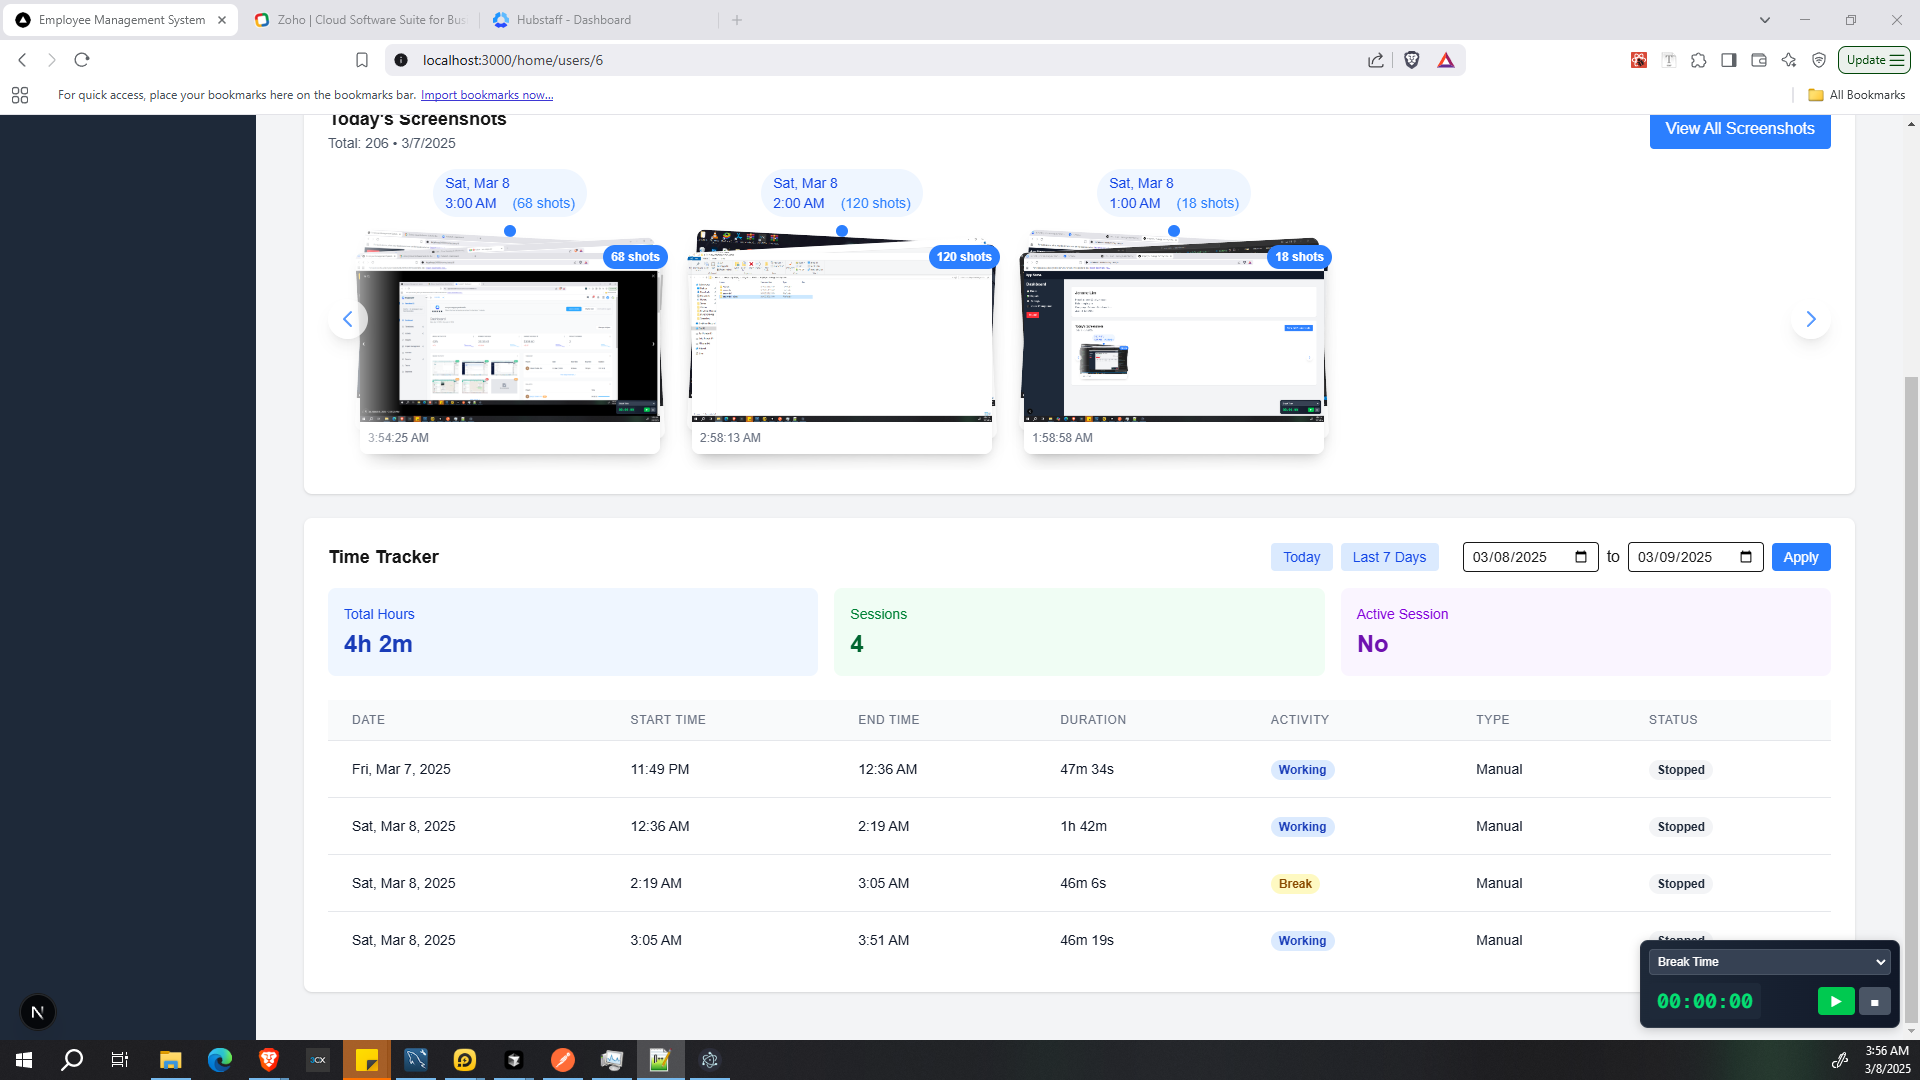 Employee Management System
Zoho | Cloud Software Suite for Bus
Hubstaff - Dashboard
localhost:3000/home/users/6
Update
For quick access, place your bookmarks here on the bookmarks bar. Import bookmarks now...
All Bookmarks
Today's Screenshots
Total: 206 • 3/7/2025
View All Screenshots
Sat, Mar 8
3:00 AM (68 shots)
Sat, Mar 8
2:00 AM (120 shots)
Sat, Mar 8
1:00 AM (18 shots)
68 shots
120 shots
18 shots
3:54:25 AM
2:58:13 AM
1:58:58 AM
Time Tracker
Today
Last 7 Days
03/08/2025 to 03/09/2025
Apply
Total Hours
4h 2m
Sessions
4
Active Session
No
DATE START TIME END TIME DURATION ACTIVITY TYPE STATUS
Fri, Mar 7, 2025 11:49 PM 12:36 AM 47m 34s Working Manual Stopped
Sat, Mar 8, 2025 12:36 AM 2:19 AM 1h 42m Working Manual Stopped
Sat, Mar 8, 2025 2:19 AM 3:05 AM 46m 6s Break Manual Stopped
Sat, Mar 8, 2025 3:05 AM 3:51 AM 46m 19s Working Manual Stopped
Break Time
00:00:00
N
3CX
3:56 AM
3/8/2025